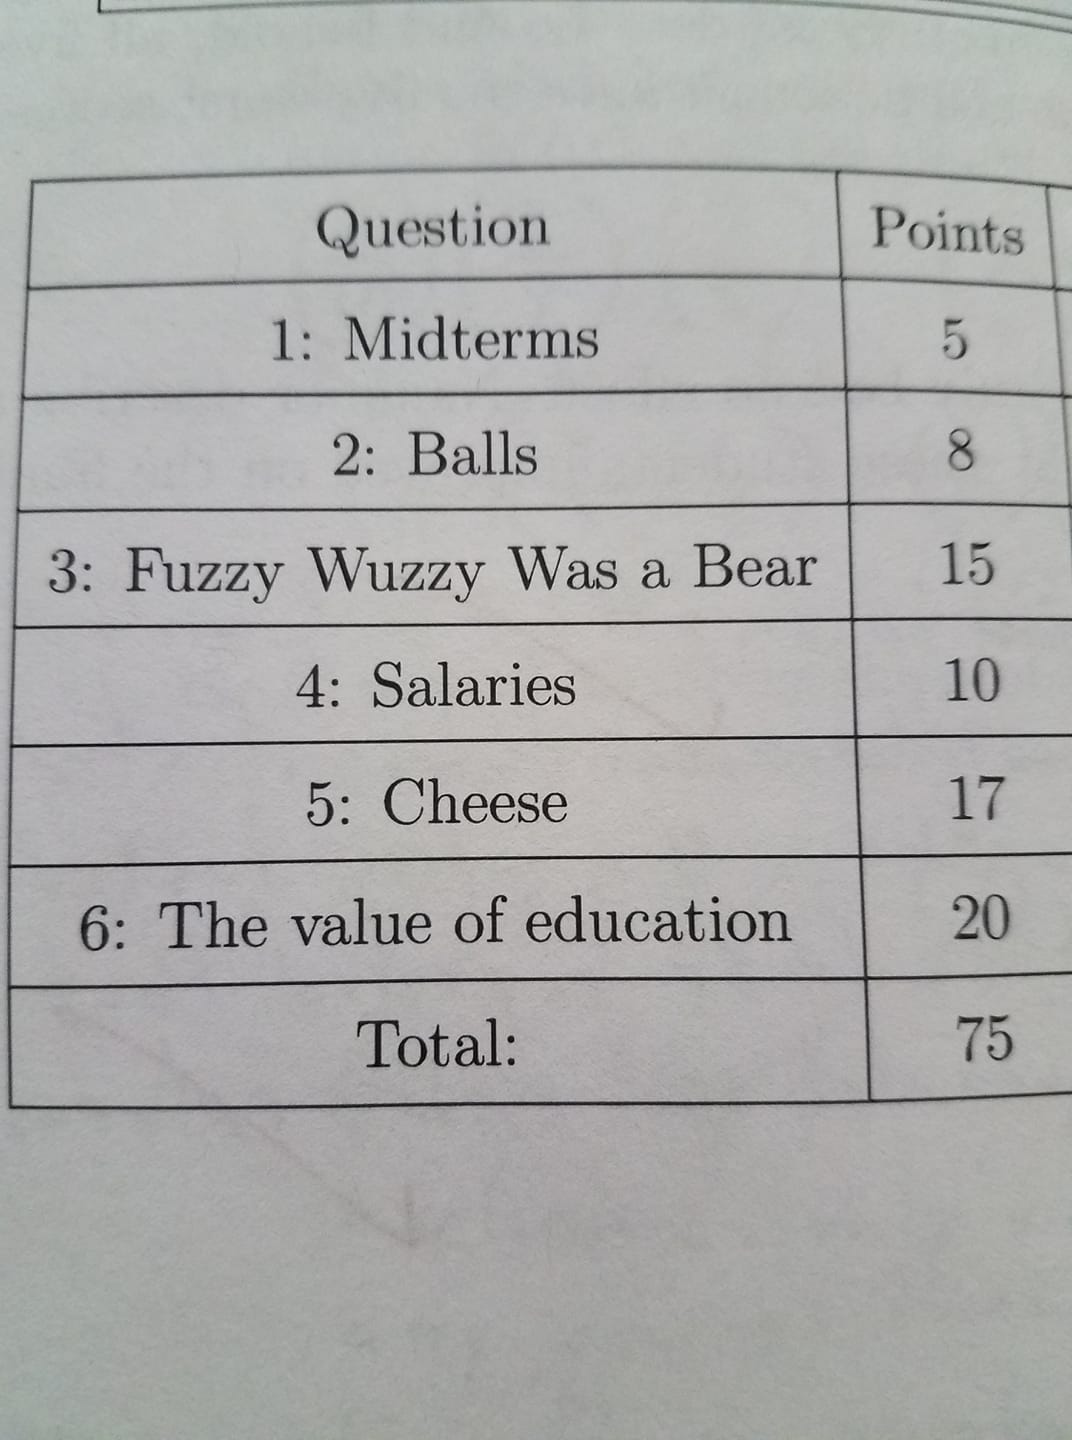 Question Points
1: Midterms 5
2: Balls 8
3: Fuzzy Wuzzy Was a Bear 15
4: Salaries 10
5: Cheese 17
6: The value of education 20
Total: 75